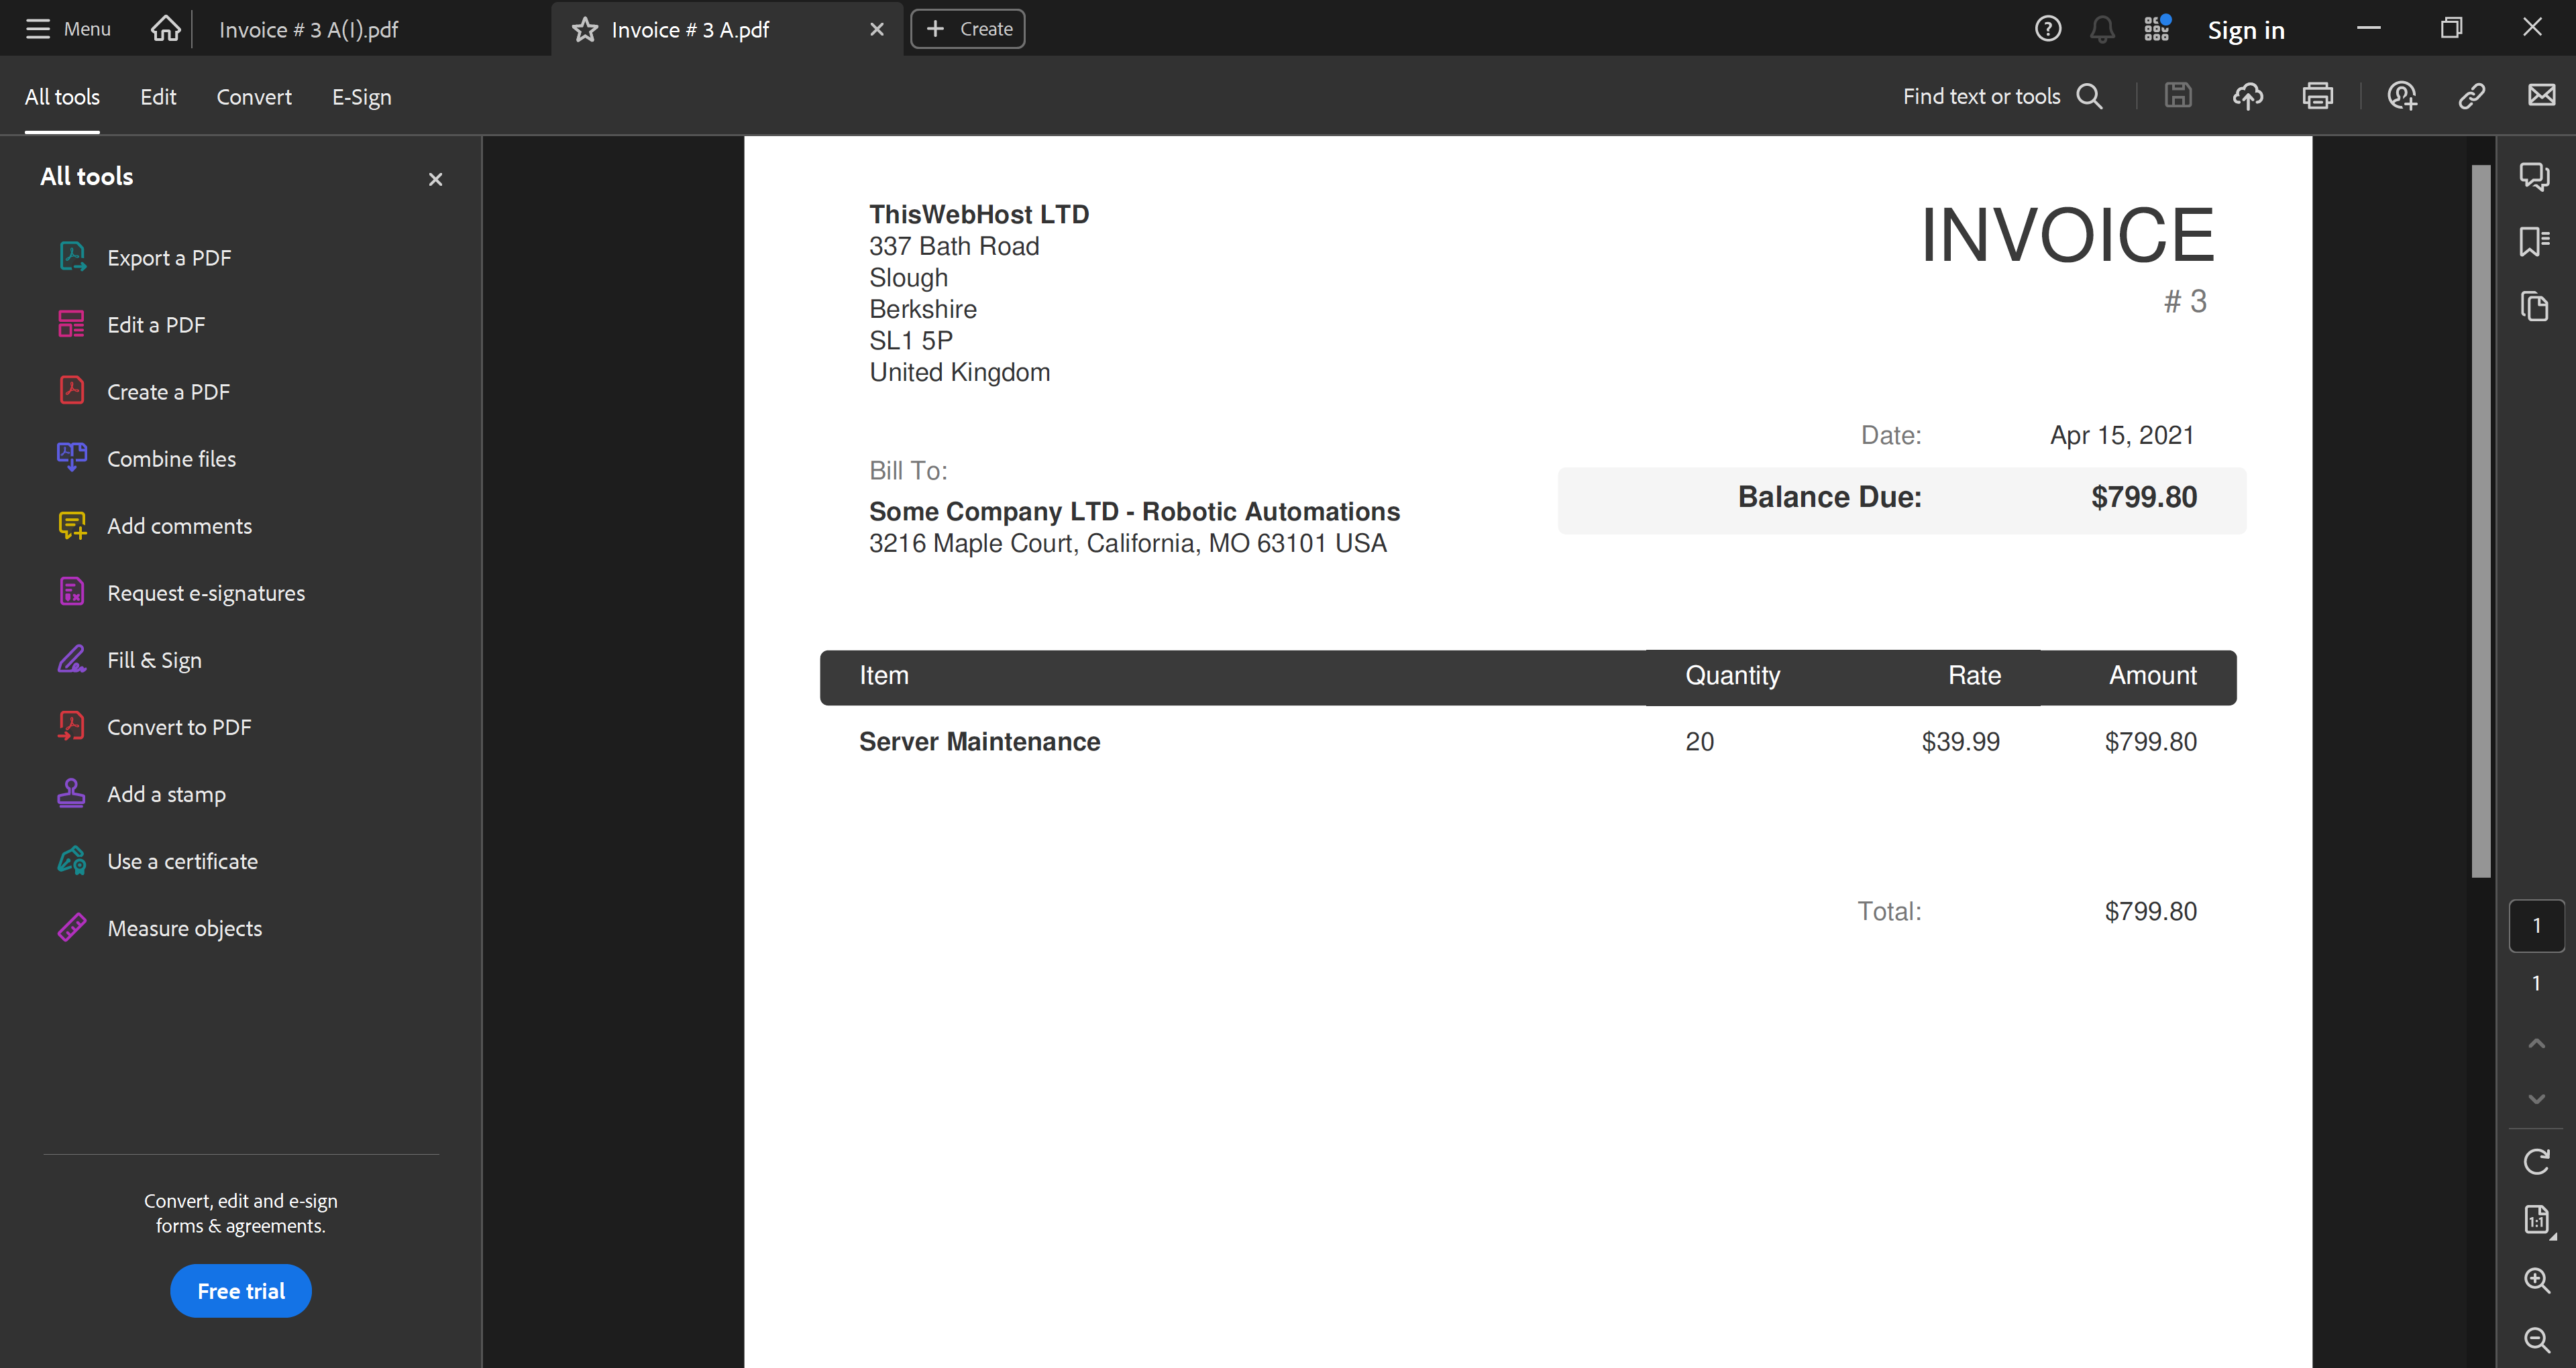 Menu
Invoice # 3 A(I).pdf
Invoice # 3 A.pdf
Create
Sign in
All tools
Edit
Convert
E-Sign
Find text or tools
All tools
Export a PDF
Edit a PDF
Create a PDF
Combine files
Add comments
Request e-signatures
Fill & Sign
Convert to PDF
Add a stamp
Use a certificate
Measure objects
Convert, edit and e-sign
forms & agreements.
Free trial
ThisWebHost LTD
337 Bath Road
Slough
Berkshire
SL1 5P
United Kingdom
INVOICE
# 3
Date: Apr 15, 2021
Balance Due: $799.80
Bill To:
Some Company LTD - Robotic Automations
3216 Maple Court, California, MO 63101 USA
Item Quantity Rate Amount
Server Maintenance 20 $39.99 $799.80
Total: $799.80
1
1
1:1